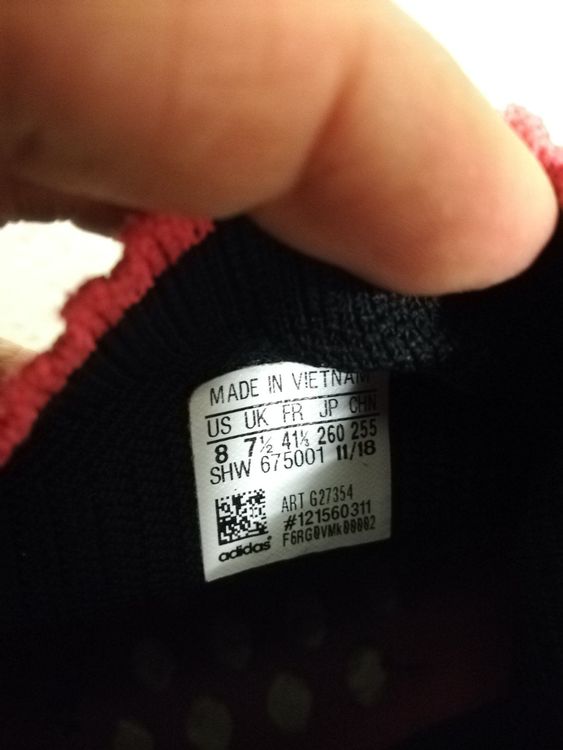 MADE IN VIETNAM
US UK FR JP CHN
8 7½ 41⅓ 260 255
SHW 675001 11/18
ART G27354
#121560311
F6RG0VMk00002
adidas